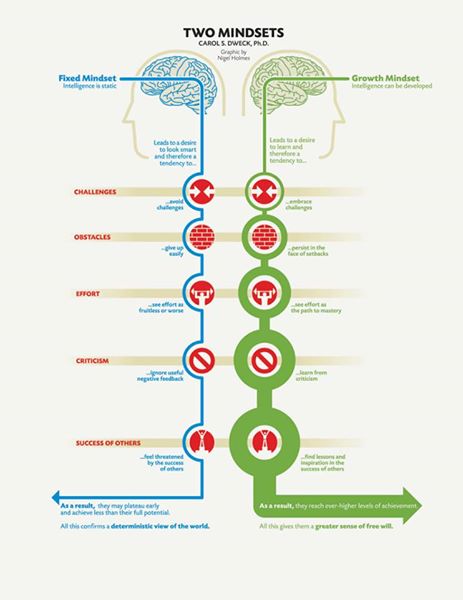 TWO MINDSETS
CAROL S. DWECK, Ph.D.
Graphic by
Nigel Holmes
Fixed Mindset
Intelligence is static
Growth Mindset
Intelligence can be developed
Leads to a desire
to look smart
and therefore a
tendency to...
Leads to a desire
to learn and
therefore a
tendency to...
CHALLENGES
...avoid
challenges
...embrace
challenges
OBSTACLES
...give up
easily
...persist in the
face of setbacks
EFFORT
...see effort as
fruitless or worse
...see effort as
the path to mastery
CRITICISM
...ignore useful
negative feedback
...learn from
criticism
SUCCESS OF OTHERS
...feel threatened
by the success
of others
...find lessons and
inspiration in the
success of others
As a result, they may plateau early
and achieve less than their full potential.
All this confirms a deterministic view of the world.
As a result, they reach ever-higher levels of achievement.
All this gives them a greater sense of free will.